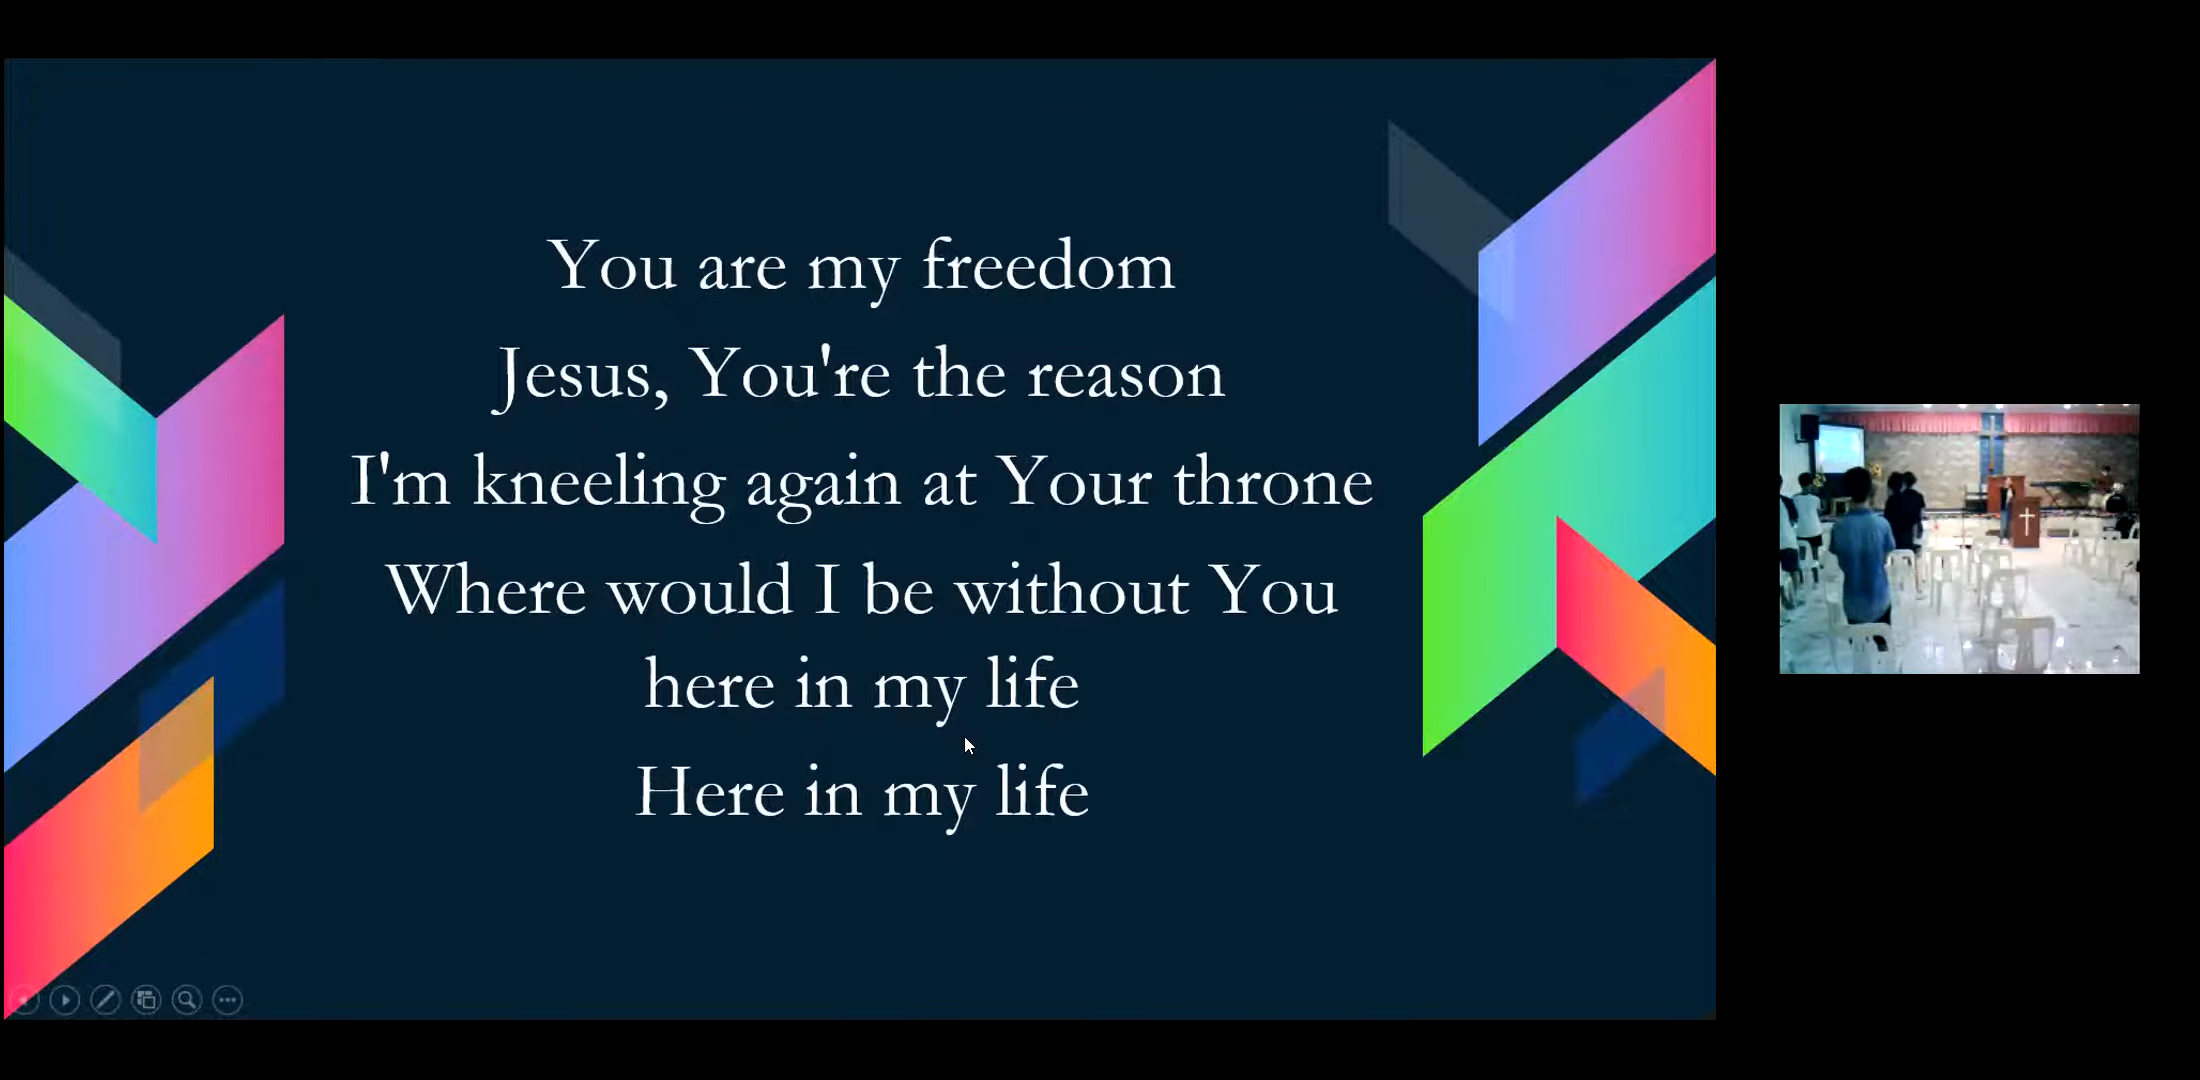 You are my freedom
Jesus, You're the reason
I'm kneeling again at Your throne
Where would I be without You
here in my life
Here in my life